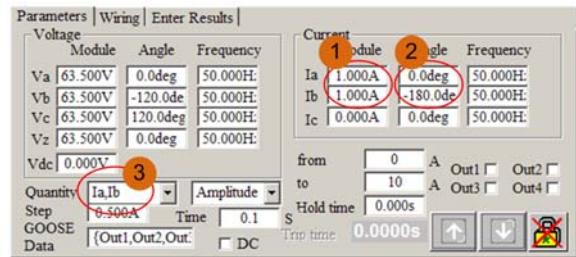 Parameters Wiring Enter Results
Voltage
Module Angle Frequency
Va 63.500V 0.0deg 50.000H:
Vb 63.500V -120.0de 50.000H:
Vc 63.500V 120.0deg 50.000H:
Vz 63.500V 0.0deg 50.000H:
Vdc 0.000V
Current
1 2
dule gle Frequency
Ia 1.000A 0.0deg 50.000H:
Ib 1.000A -180.0de 50.000H:
Ic 0.000A 0.0deg 50.000H:
3
Quantity Ia,Ib Amplitude
Step 0.500A Time 0.1 S
GOOSE
Data {Out1,Out2,Out: DC
from 0 A Out1 Out2
to 10 A Out3 Out4
Hold time 0.000s
Trip time 0.0000s